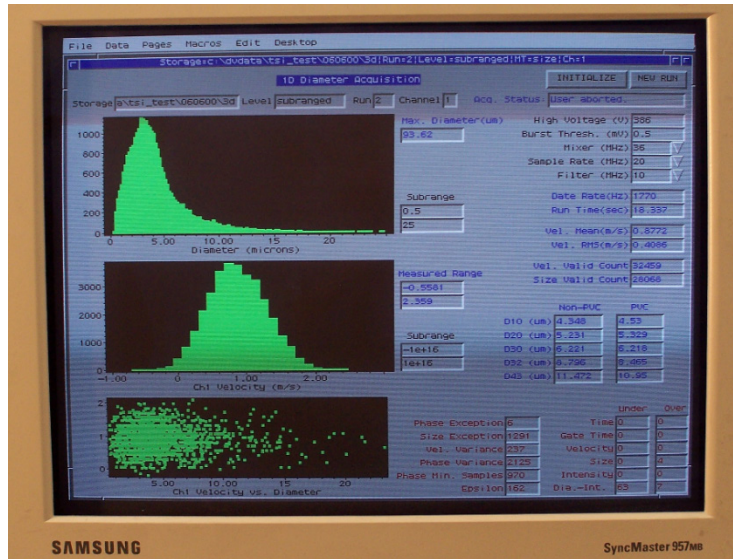 File Data Pages Macros Edit Desktop
Storage=c:\dvdata\tsi_test\060600\3d|Run=2|Level=subranged|MT=size|Ch=1
1D Diameter Acquisition
INITIALIZE NEW RUN
Storage a\tsi_test\060600\3d Level subranged Run 2 Channel 1 Acq. Status User aborted.
Max. Diameter(um)
93.62
High Voltage (V) 386
Burst Thresh. (mV) 0.5
Mixer (MHz) 36
Sample Rate (MHz) 20
Filter (MHz) 10
1000
800
600
400
200
0
0 5.00 10.00 15 20
Diameter (microns)
Subrange
0.5
25
Date Rate(Hz) 1770
Run Time(sec) 18.337
Vel. Mean(m/s) 0.8772
Vel. RMS(m/s) 0.4086
Vel. Valid Count 32459
Size Valid Count 28066
Measured Range
-0.5581
2.359
3000
2000
1000
0
-1.00 0 1.00 2.00
Ch1 Velocity (m/s)
Subrange
-1e+16
1e+16
Non-PVC PVC
D10 (um) 4.348 4.53
D20 (um) 5.231 5.329
D30 (um) 6.221 6.218
D32 (um) 8.796 8.465
D43 (um) 11.472 10.95
2
1
0
5.00 10.00 15 20
Ch1 Velocity vs. Diameter
Under Over
Phase Exception 6 Time 0 0
Size Exception 1291 Gate Time 0 0
Vel. Variance 237 Velocity 0 0
Phase Variance 2125 Size 0 4
Phase Min. Samples 970 Intensity 0 0
Epsilon 162 Dia.-Int. 63 7
SAMSUNG
SyncMaster 957MB